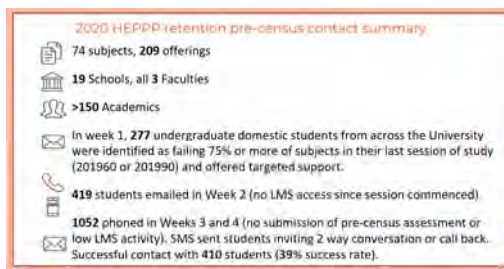 2020 HEPPP retention pre-census contact summary
74 subjects, 209 offerings
19 Schools, all 3 Faculties
>150 Academics
In week 1, 277 undergraduate domestic students from across the University
were identified as failing 75% or more of subjects in their last session of study
(201960 or 201990) and offered targeted support.
419 students emailed in Week 2 (no LMS access since session commenced)
1052 phoned in Weeks 3 and 4 (no submission of pre-census assessment or
low LMS activity). SMS sent students inviting 2 way conversation or call back.
Successful contact with 410 students (39% success rate).